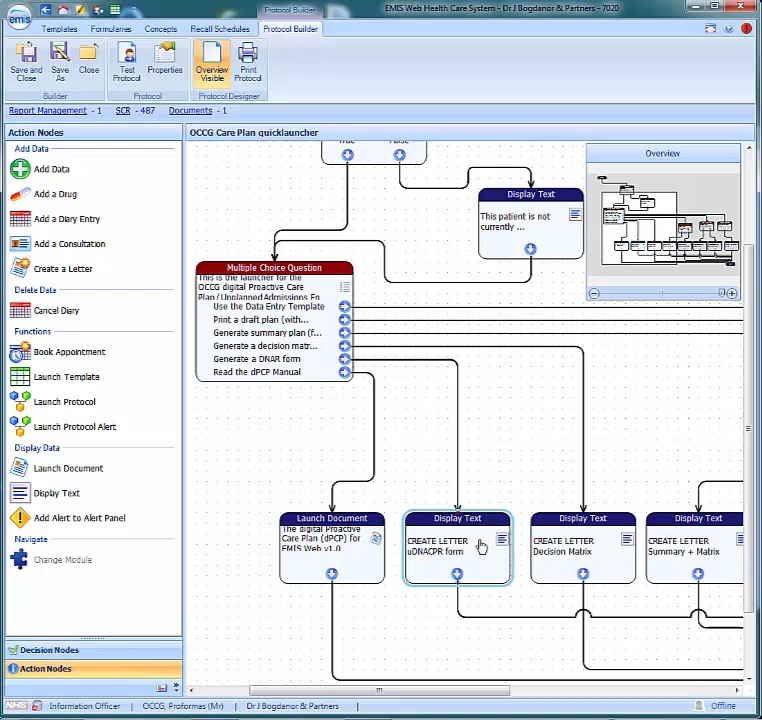 Protocol Builder
EMIS Web Health Care System - Dr J Bogdanor & Partners - 7020
emis
Templates
Formularies
Concepts
Recall Schedules
Protocol Builder
Save and Close
Save As
Close
Test Protocol
Properties
Overview Visible
Print Protocol
Builder
Protocol
Protocol Designer
Report Management - 1
SCR - 487
Documents - 1
Action Nodes
Add Data
Add Data
Add a Drug
Add a Diary Entry
Add a Consultation
Create a Letter
Delete Data
Cancel Diary
Functions
Book Appointment
Launch Template
Launch Protocol
Launch Protocol Alert
Display Data
Launch Document
Display Text
Add Alert to Alert Panel
Navigate
Change Module
Decision Nodes
Action Nodes
OCCG Care Plan quicklauncher
True
False
Display Text
This patient is not
currently ...
Overview
Multiple Choice Question
This is the launcher for the
OCCG digital Proactive Care
Plan / Unplanned Admissions En
Use the Data Entry Template
Print a draft plan (with...
Generate summary plan (f...
Generate a decision matr...
Generate a DNAR form
Read the dPCP Manual
Launch Document
The digital Proactive
Care Plan (dPCP) for
EMIS Web v1.0
Display Text
CREATE LETTER
uDNACPR form
Display Text
CREATE LETTER
Decision Matrix
Display Text
CREATE LETTER
Summary + Matrix
NHS
Information Officer
OCCG, Proformas (Mr)
Dr J Bogdanor & Partners
Offline